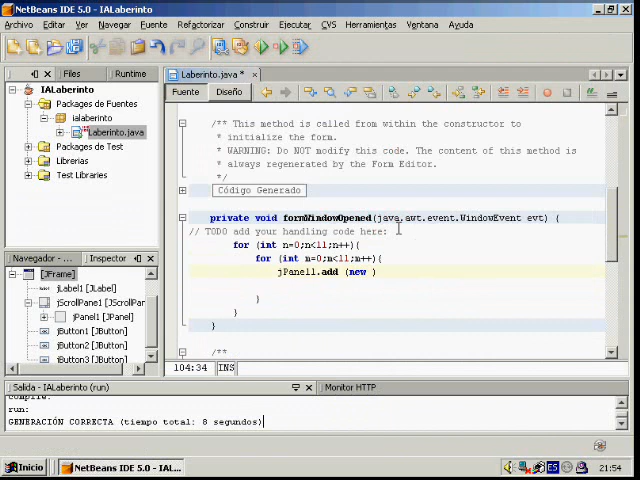 NetBeans IDE 5.0 - IALaberinto
Archivo Editar Ver Navegar Fuente Refactorizar Construir Ejecutar CVS Herramientas Ventana Ayuda
Files Runtime
IALaberinto
Packages de Fuentes
ialaberinto
Laberinto.java
Packages de Test
Librerias
Test Libraries
Navegador - Inspector
[JFrame]
jLabel1 [JLabel]
jScrollPane1 [JScrollPane]
jPanel1 [JPanel]
jButton1 [JButton]
jButton2 [JButton]
jButton3 [JButton]
Laberinto.java *
Fuente Diseño
/** This method is called from within the constructor to
* initialize the form.
* WARNING: Do NOT modify this code. The content of this method is
* always regenerated by the Form Editor.
*/
Código Generado
private void formWindowOpened(java.awt.event.WindowEvent evt) {
// TODO add your handling code here:
for (int n=0;n<11;n++){
for (int m=0;m<11;m++){
jPanel1.add (new )
}
}
}
/**
104:34 INS
Salida - IALaberinto (run)
Monitor HTTP
compile:
run:
GENERACIÓN CORRECTA (tiempo total: 8 segundos)
Inicio
NetBeans IDE 5.0 - IAL...
ES
21:54